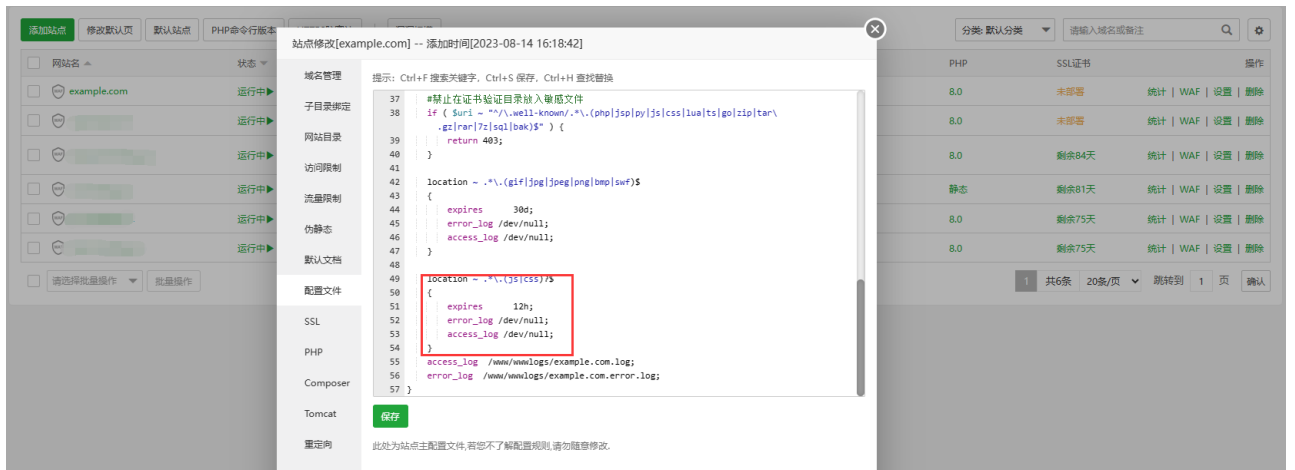 添加站点 修改默认页 默认站点 PHP命令行版本 分类: 默认分类 请输入域名或备注
站点修改[example.com] -- 添加时间[2023-08-14 16:18:42]
网站名 状态 PHP SSL证书 操作
example.com 运行中 8.0 未部署 统计 | WAF | 设置 | 删除
运行中 8.0 未部署 统计 | WAF | 设置 | 删除
运行中 8.0 剩余84天 统计 | WAF | 设置 | 删除
运行中 静态 剩余81天 统计 | WAF | 设置 | 删除
运行中 8.0 剩余75天 统计 | WAF | 设置 | 删除
运行中 8.0 剩余75天 统计 | WAF | 设置 | 删除
请选择批量操作 批量操作 1 共6条 20条/页 跳转到 1 页 确认
域名管理
子目录绑定
网站目录
访问限制
流量限制
伪静态
默认文档
配置文件
SSL
PHP
Composer
Tomcat
重定向
提示：Ctrl+F 搜索关键字，Ctrl+S 保存，Ctrl+H 查找替换
37 #禁止在证书验证目录放入敏感文件
38 if ( $uri ~ "^/\.well-known/.*\.(php|jsp|py|js|css|lua|ts|go|zip|tar\
.gz|rar|7z|sql|bak)$" ) {
39 return 403;
40 }
41
42 location ~ .*\.(gif|jpg|jpeg|png|bmp|swf)$
43 {
44 expires 30d;
45 error_log /dev/null;
46 access_log /dev/null;
47 }
48
49 location ~ .*\.(js|css)?$
50 {
51 expires 12h;
52 error_log /dev/null;
53 access_log /dev/null;
54 }
55 access_log /www/wwwlogs/example.com.log;
56 error_log /www/wwwlogs/example.com.error.log;
57 }
保存
此处为站点主配置文件,若您不了解配置规则,请勿随意修改.